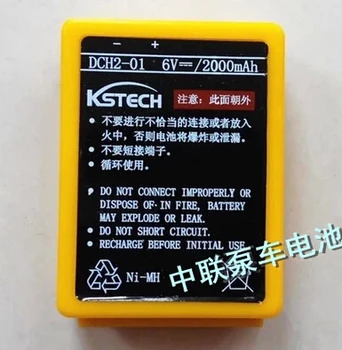 - +
DCH2-01 6V⎓/2000mAh
KSTECH 注意：此面朝外
• 不要进行不恰当的连接或者放入
火中，否则电池将爆炸或泄漏。
• 不要短接端子。
• 循环使用。
• DO NOT CONNECT IMPROPERLY OR
DISPOSE OF-IN FIRE, BATTERY
MAY EXPLODE OR LEAK.
• DO NOT SHORT CIRCUIT.
• RECHARGE BEFORE INITIAL USE.
Ni-MH
中联泵车电池